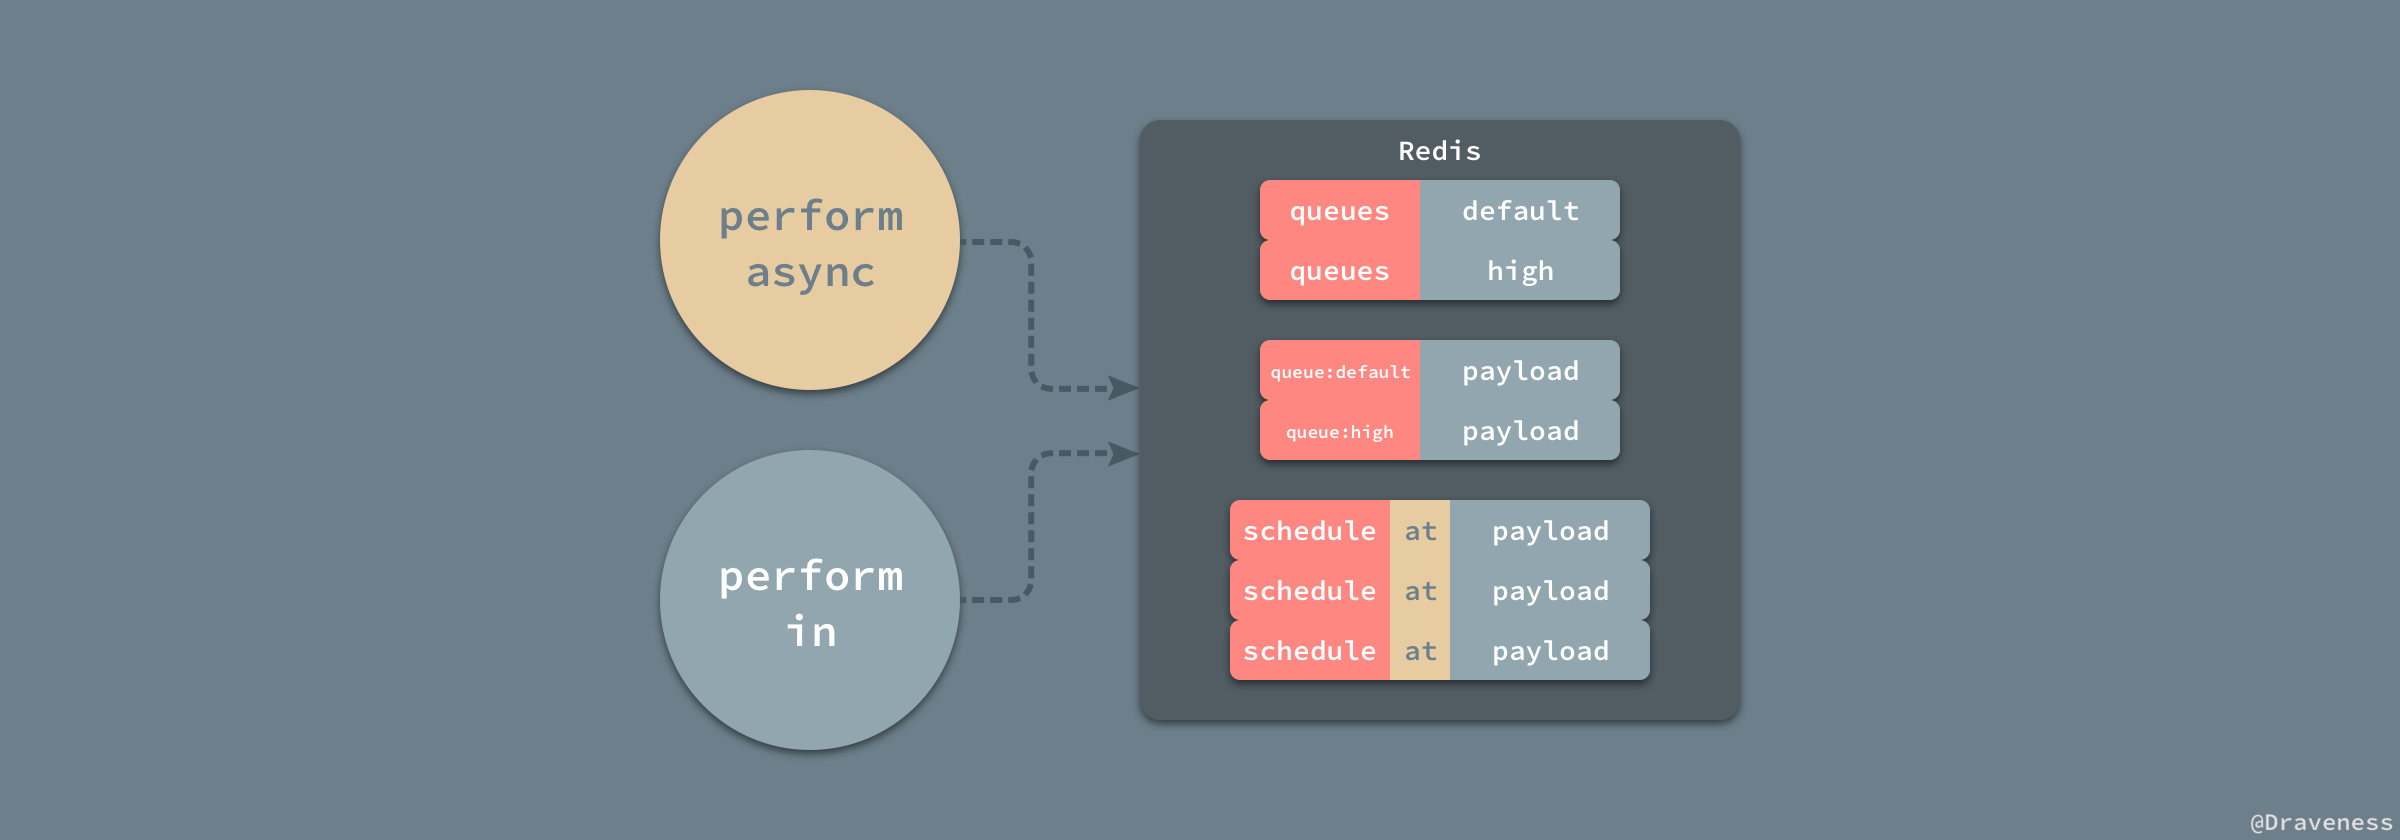 perform
async
perform
in
Redis
queues default
queues high
queue:default payload
queue:high payload
schedule at payload
schedule at payload
schedule at payload
@Draveness